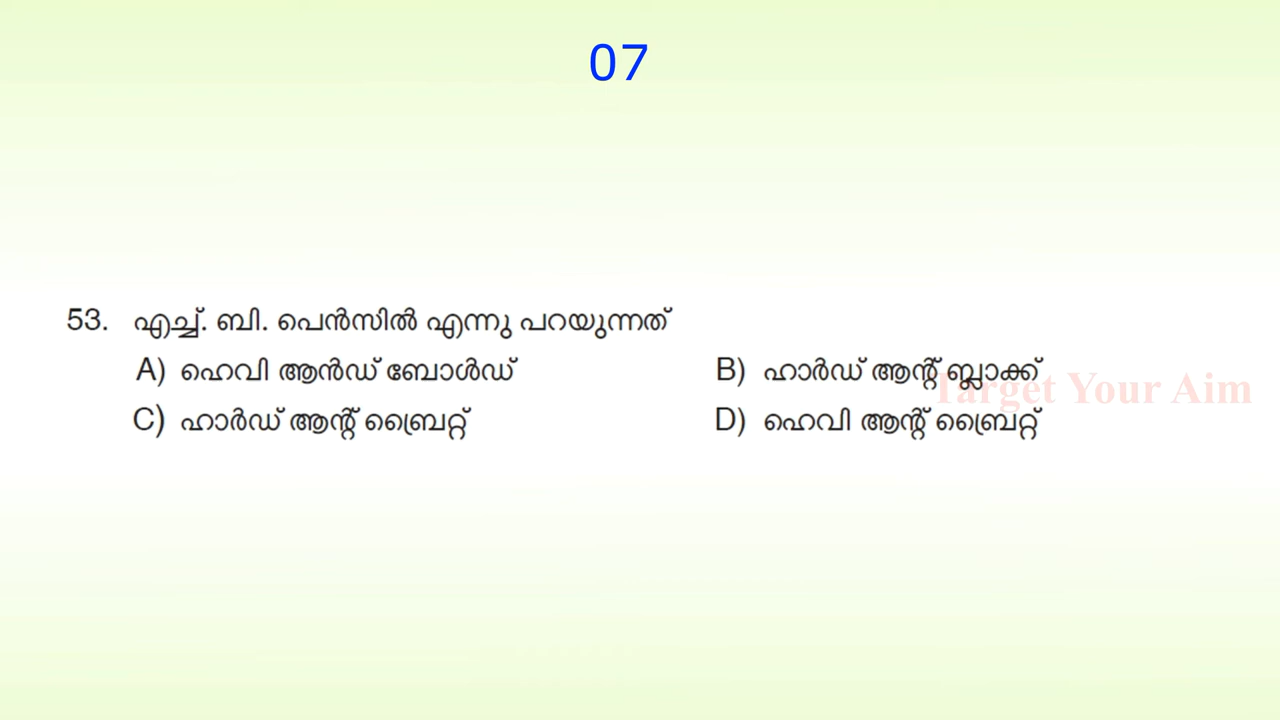 07
53. എച്ച്. ബി. പെൻസിൽ എന്നു പറയുന്നത്
A) ഹെവി ആൻഡ് ബോൾഡ് B) ഹാർഡ് ആന്റ് ബ്ലാക്ക്
Target Your Aim
C) ഹാർഡ് ആന്റ് ബ്രൈറ്റ് D) ഹെവി ആന്റ് ബ്രൈറ്റ്